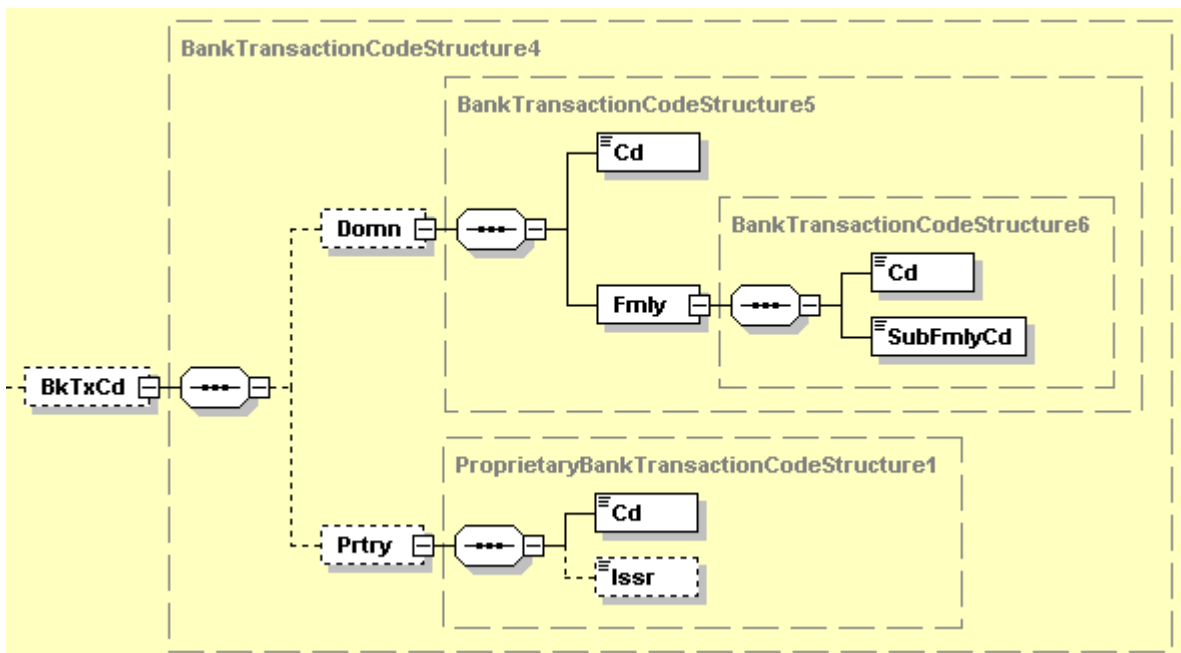 BankTransactionCodeStructure4
BankTransactionCodeStructure5
Cd
Domn
BankTransactionCodeStructure6
Cd
Fmly
SubFmlyCd
BkTxCd
ProprietaryBankTransactionCodeStructure1
Cd
Prtry
Issr